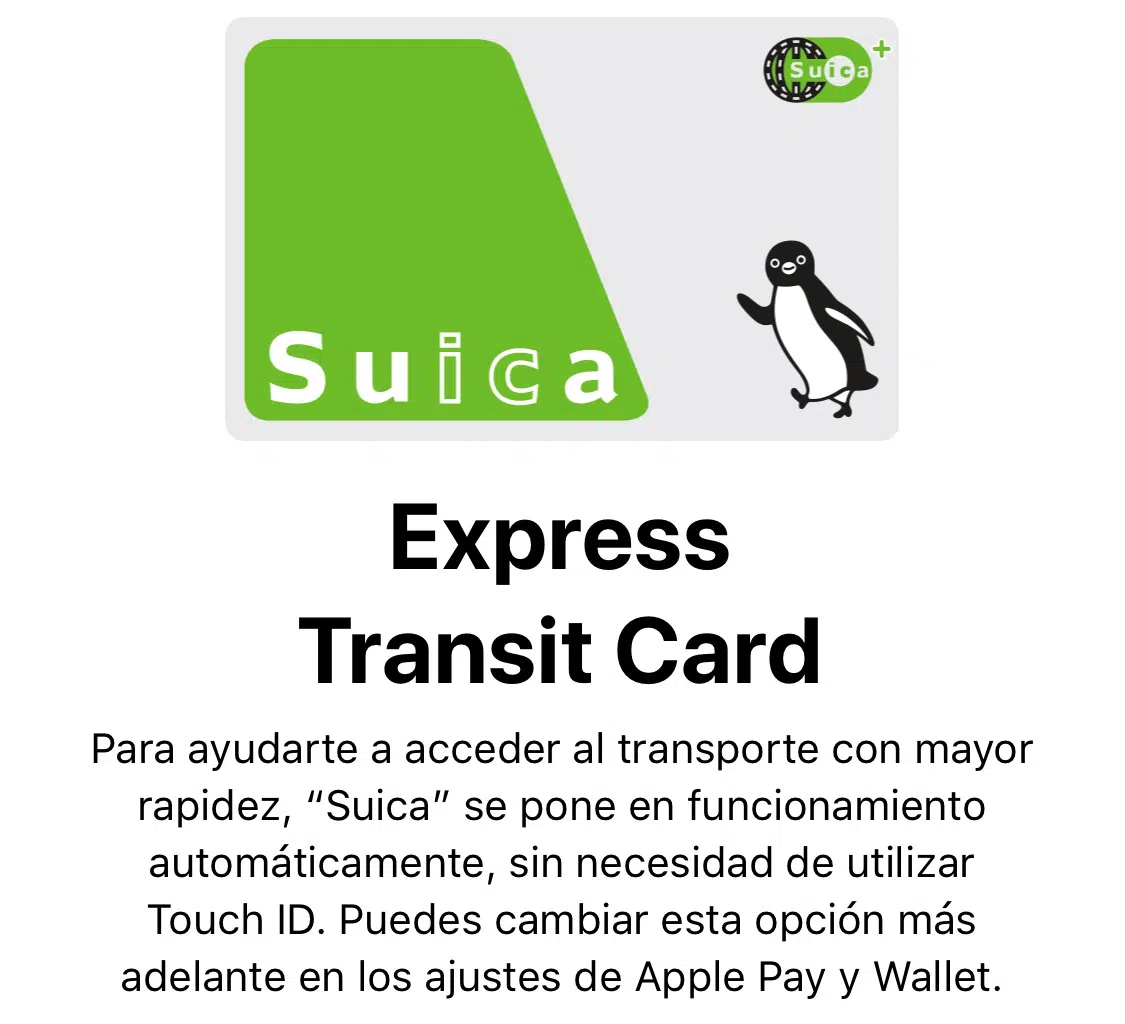 Suica
+
Suica
Express
Transit Card
Para ayudarte a acceder al transporte con mayor
rapidez, “Suica” se pone en funcionamiento
automáticamente, sin necesidad de utilizar
Touch ID. Puedes cambiar esta opción más
adelante en los ajustes de Apple Pay y Wallet.